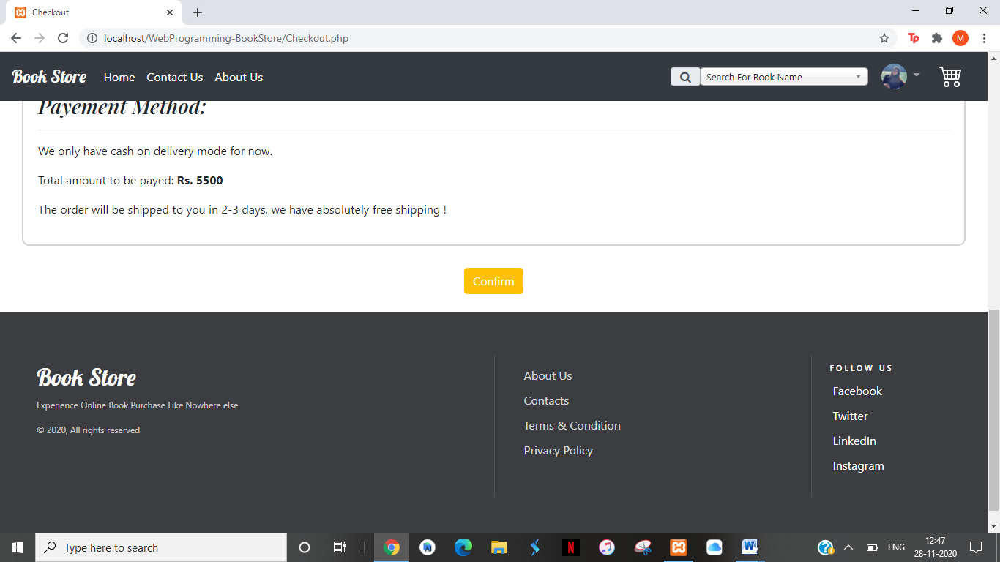 Checkout
localhost/WebProgramming-BookStore/Checkout.php
M
Book Store Home Contact Us About Us Search For Book Name
Payement Method:
We only have cash on delivery mode for now.
Total amount to be payed: Rs. 5500
The order will be shipped to you in 2-3 days, we have absolutely free shipping !
Confirm
Book Store
Experience Online Book Purchase Like Nowhere else
© 2020, All rights reserved
About Us
Contacts
Terms & Condition
Privacy Policy
FOLLOW US
Facebook
Twitter
LinkedIn
Instagram
Type here to search
ENG
12:47
28-11-2020